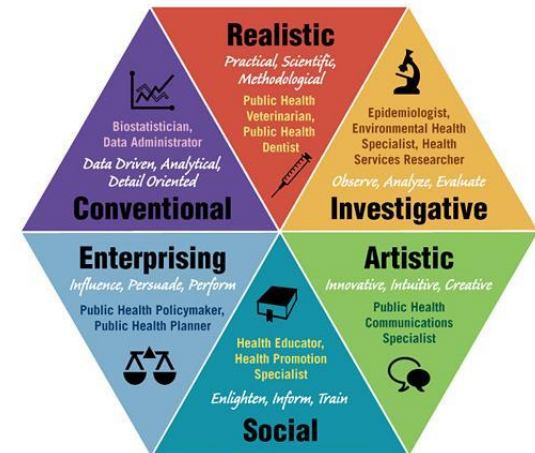 Realistic
Practical, Scientific,
Methodological
Public Health
Veterinarian,
Public Health
Dentist
Biostatistician,
Data Administrator
Data Driven, Analytical,
Detail Oriented
Conventional
Epidemiologist,
Environmental Health
Specialist, Health
Services Researcher
Observe, Analyze, Evaluate
Investigative
Enterprising
Influence, Persuade, Perform
Public Health Policymaker,
Public Health Planner
Health Educator,
Health Promotion
Specialist
Enlighten, Inform, Train
Social
Artistic
Innovative, Intuitive, Creative
Public Health
Communications
Specialist